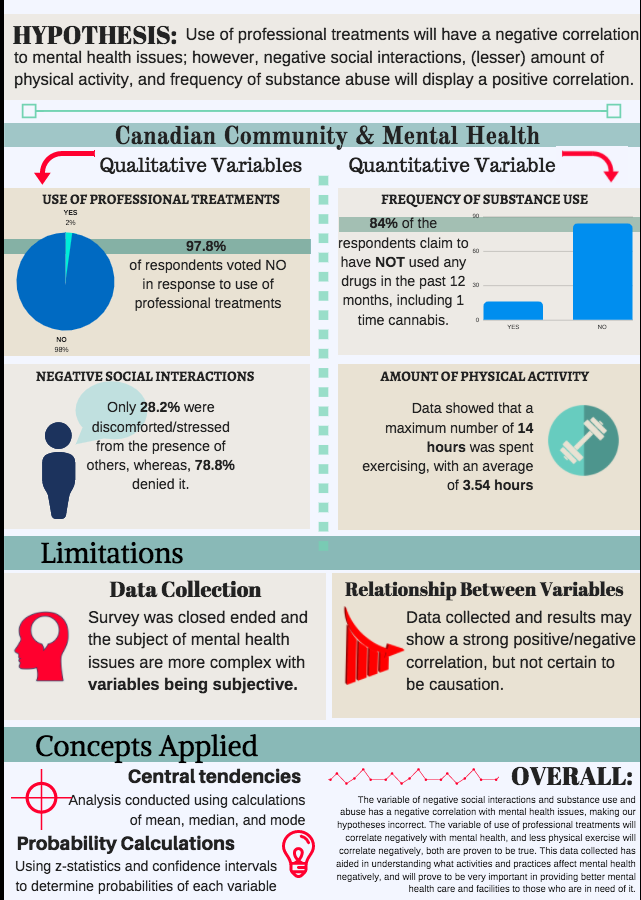 HYPOTHESIS: Use of professional treatments will have a negative correlation
to mental health issues; however, negative social interactions, (lesser) amount of
physical activity, and frequency of substance abuse will display a positive correlation.
Canadian Community & Mental Health
Qualitative Variables
Quantitative Variable
USE OF PROFESSIONAL TREATMENTS
YES
2%
97.8%
of respondents voted NO
in response to use of
professional treatments
NO
98%
FREQUENCY OF SUBSTANCE USE
84% of the
respondents claim to
have NOT used any
drugs in the past 12
months, including 1
time cannabis.
90
60
30
0
YES
NO
NEGATIVE SOCIAL INTERACTIONS
Only 28.2% were
discomforted/stressed
from the presence of
others, whereas, 78.8%
denied it.
AMOUNT OF PHYSICAL ACTIVITY
Data showed that a
maximum number of 14
hours was spent
exercising, with an average
of 3.54 hours
Limitations
Data Collection
Survey was closed ended and
the subject of mental health
issues are more complex with
variables being subjective.
Relationship Between Variables
Data collected and results may
show a strong positive/negative
correlation, but not certain to
be causation.
Concepts Applied
Central tendencies
Analysis conducted using calculations
of mean, median, and mode
Probability Calculations
Using z-statistics and confidence intervals
to determine probabilities of each variable
OVERALL:
The variable of negative social interactions and substance use and
abuse has a negative correlation with mental health issues, making our
hypotheses incorrect. The variable of use of professional treatments will
correlate negatively with mental health, and less physical exercise will
correlate negatively, both are proven to be true. This data collected has
aided in understanding what activities and practices affect mental health
negatively, and will prove to be very important in providing better mental
health care and facilities to those who are in need of it.